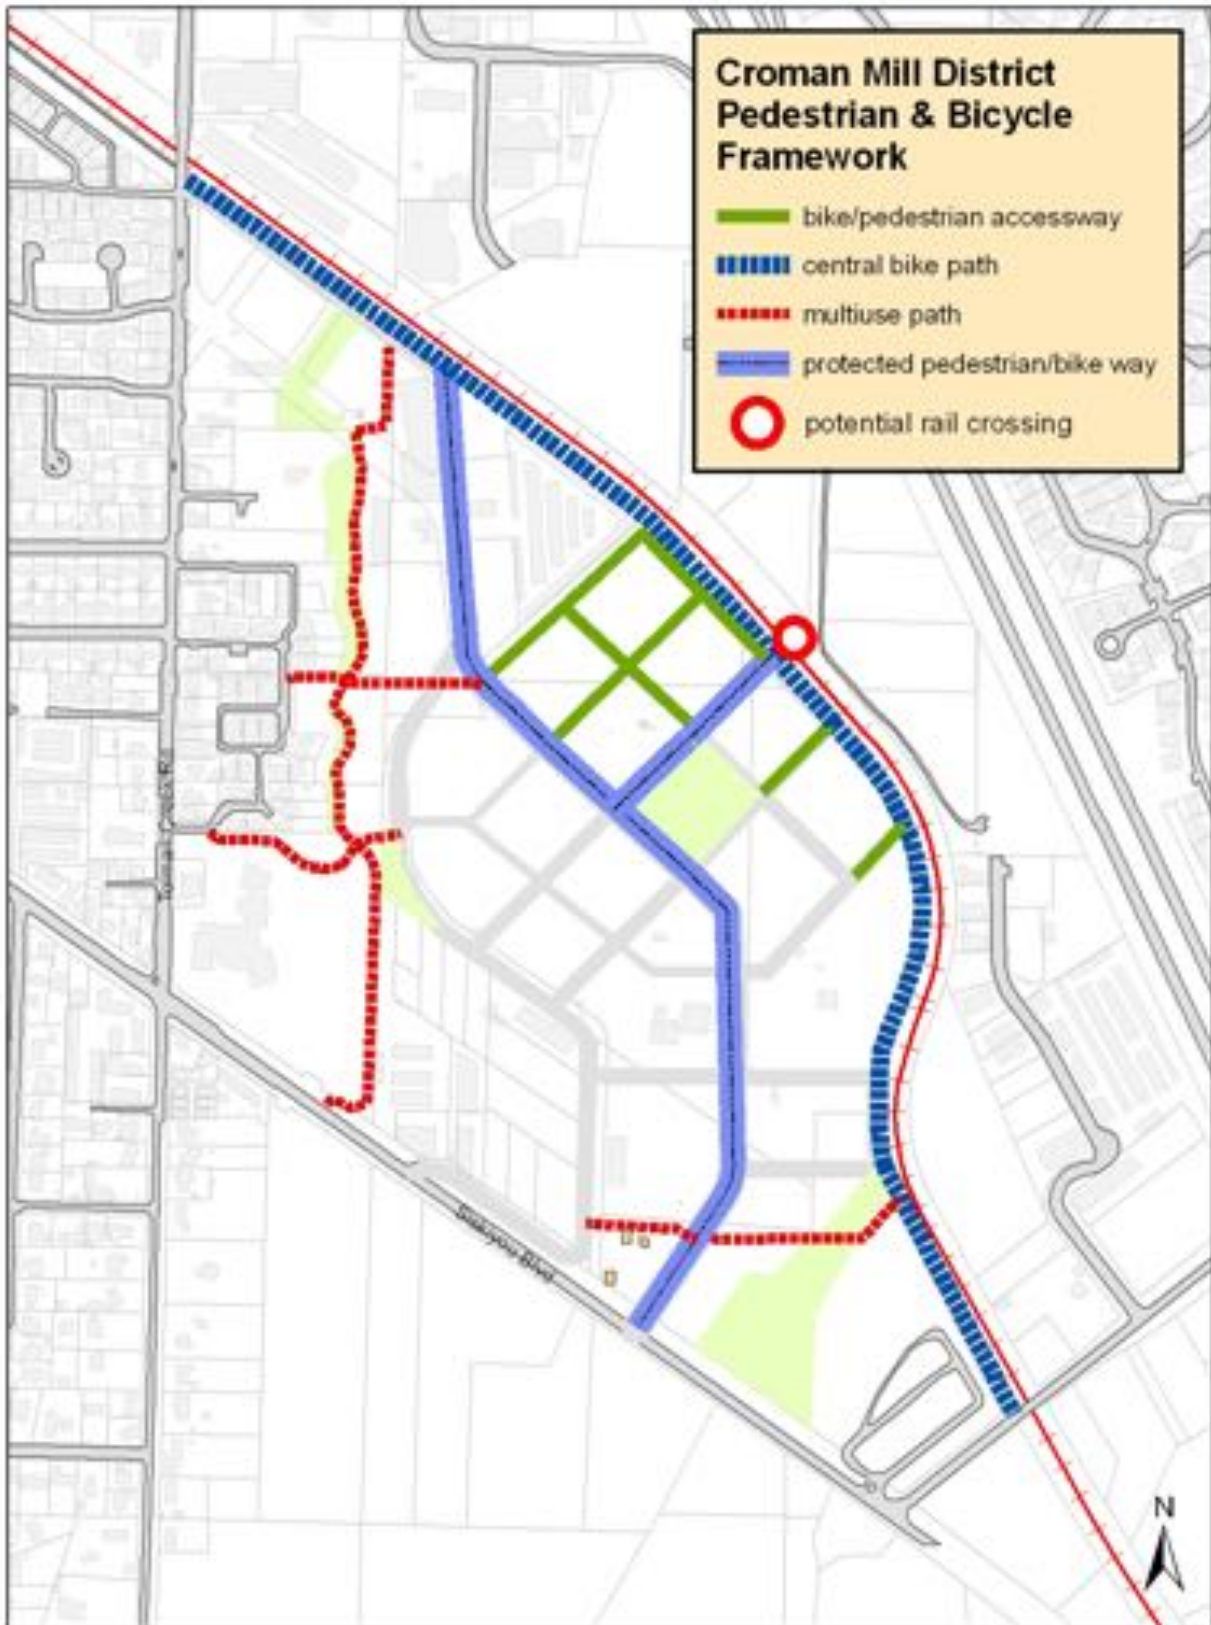 Croman Mill District
Pedestrian & Bicycle
Framework
bike/pedestrian accessway
central bike path
multiuse path
protected pedestrian/bike way
potential rail crossing
Siskiyou Blvd
N